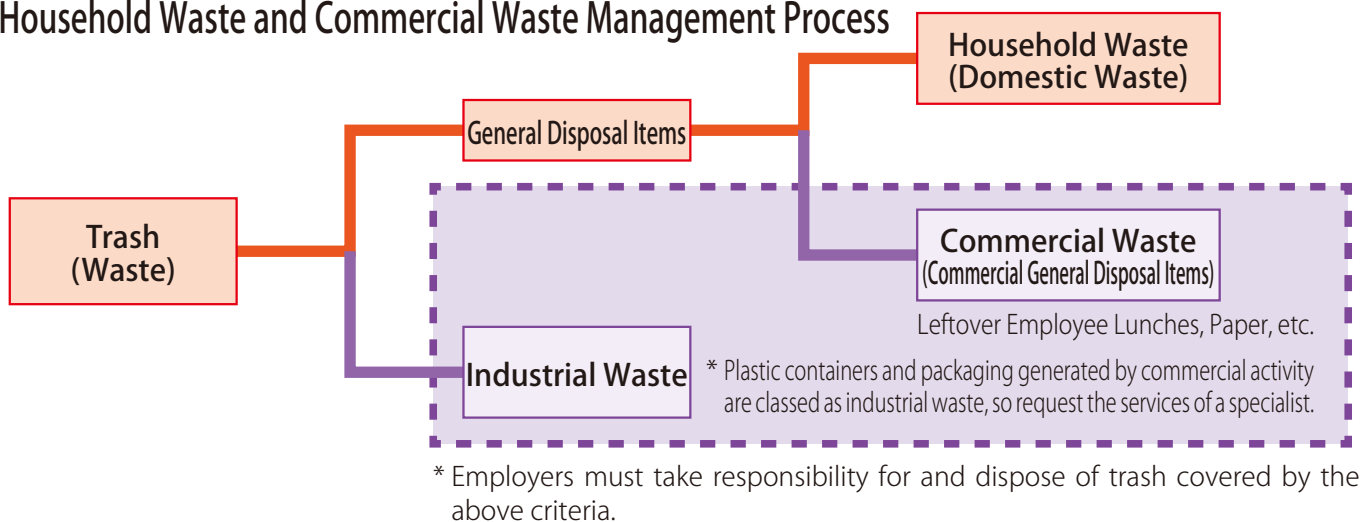 Household Waste and Commercial Waste Management Process
Household Waste
(Domestic Waste)
General Disposal Items
Trash
(Waste)
Commercial Waste
(Commercial General Disposal Items)
Leftover Employee Lunches, Paper, etc.
Industrial Waste
* Plastic containers and packaging generated by commercial activity
are classed as industrial waste, so request the services of a specialist.
* Employers must take responsibility for and dispose of trash covered by the
above criteria.